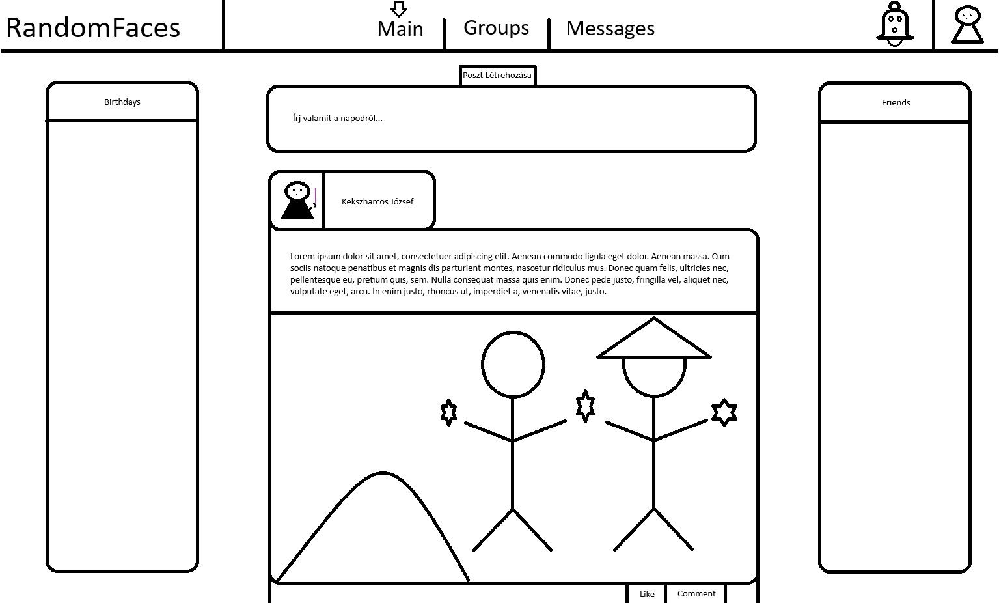 RandomFaces
Main
Groups
Messages
Poszt Létrehozása
Birthdays
Írj valamit a napodról...
Friends
Kekszharcos József
Lorem ipsum dolor sit amet, consectetuer adipiscing elit. Aenean commodo ligula eget dolor. Aenean massa. Cum
sociis natoque penatibus et magnis dis parturient montes, nascetur ridiculus mus. Donec quam felis, ultricies nec,
pellentesque eu, pretium quis, sem. Nulla consequat massa quis enim. Donec pede justo, fringilla vel, aliquet nec,
vulputate eget, arcu. In enim justo, rhoncus ut, imperdiet a, venenatis vitae, justo.
Like
Comment